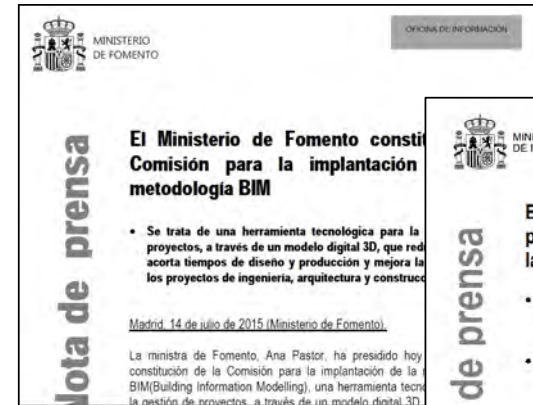 MINISTERIO
DE FOMENTO
OFICINA DE INFORMACIÓN
Nota de prensa
El Ministerio de Fomento constit
Comisión para la implantación
metodología BIM
• Se trata de una herramienta tecnológica para la
proyectos, a través de un modelo digital 3D, que red
acorta tiempos de diseño y producción y mejora la
los proyectos de ingeniería, arquitectura y construcc
Madrid, 14 de julio de 2015 (Ministerio de Fomento).
La ministra de Fomento, Ana Pastor, ha presidido hoy
constitución de la Comisión para la implantación de la
BIM(Building Information Modelling), una herramienta tecn
la gestión de proyectos, a través de un modelo digital 3D
MIN
DE F
de prensa
E
p
la
•
•